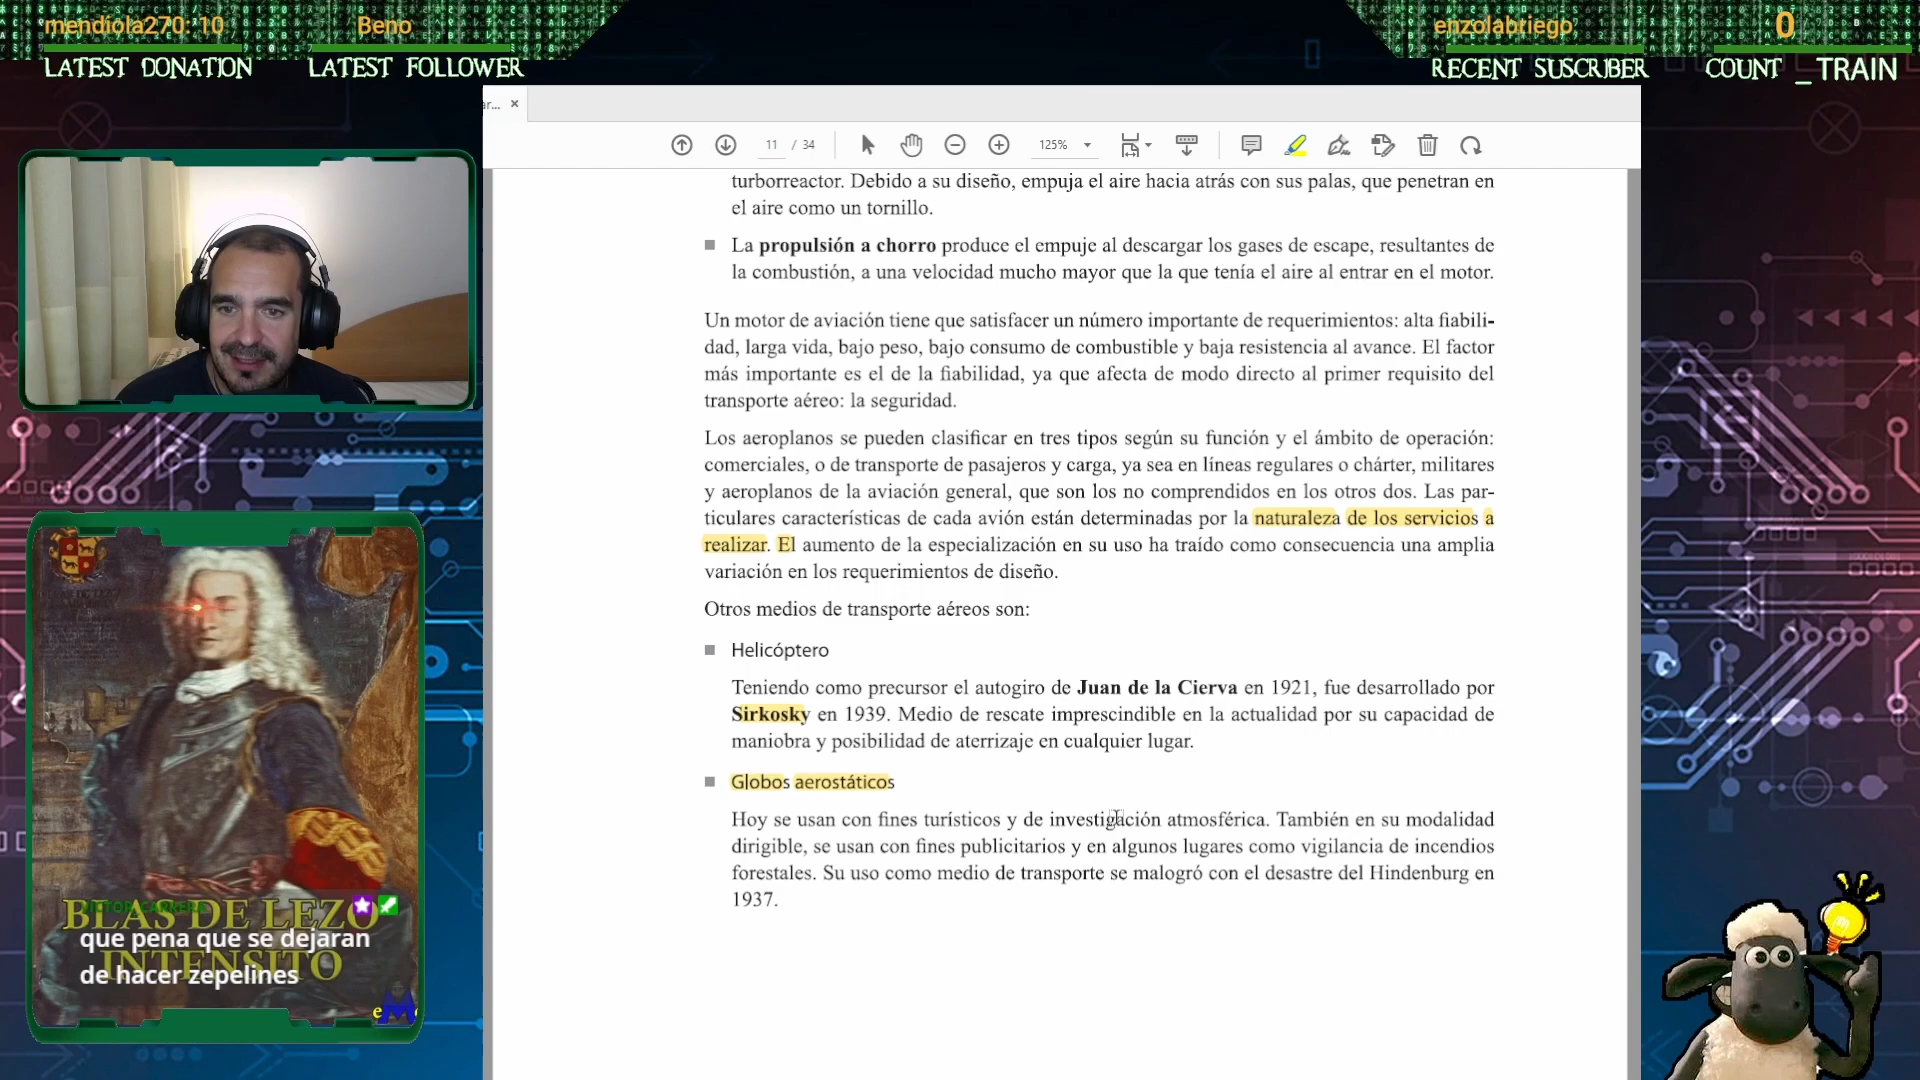 mendiola270: 10
Beno
LATEST DONATION
LATEST FOLLOWER
enzolabriego
0
RECENT SUSCRIBER
COUNT _TRAIN
ar...
11 / 34
125%
turborreactor. Debido a su diseño, empuja el aire hacia atrás con sus palas, que penetran en
el aire como un tornillo.
La propulsión a chorro produce el empuje al descargar los gases de escape, resultantes de
la combustión, a una velocidad mucho mayor que la que tenía el aire al entrar en el motor.
Un motor de aviación tiene que satisfacer un número importante de requerimientos: alta fiabili-
dad, larga vida, bajo peso, bajo consumo de combustible y baja resistencia al avance. El factor
más importante es el de la fiabilidad, ya que afecta de modo directo al primer requisito del
transporte aéreo: la seguridad.
Los aeroplanos se pueden clasificar en tres tipos según su función y el ámbito de operación:
comerciales, o de transporte de pasajeros y carga, ya sea en líneas regulares o chárter, militares
y aeroplanos de la aviación general, que son los no comprendidos en los otros dos. Las par-
ticulares características de cada avión están determinadas por la naturaleza de los servicios a
realizar. El aumento de la especialización en su uso ha traído como consecuencia una amplia
variación en los requerimientos de diseño.
Otros medios de transporte aéreos son:
Helicóptero
Teniendo como precursor el autogiro de Juan de la Cierva en 1921, fue desarrollado por
Sirkosky en 1939. Medio de rescate imprescindible en la actualidad por su capacidad de
maniobra y posibilidad de aterrizaje en cualquier lugar.
Globos aerostáticos
Hoy se usan con fines turísticos y de investigación atmosférica. También en su modalidad
dirigible, se usan con fines publicitarios y en algunos lugares como vigilancia de incendios
forestales. Su uso como medio de transporte se malogró con el desastre del Hindenburg en
1937.
VICTOR CARRERA
BLAS DE LEZO
que pena que se dejaran
INTENSITO
de hacer zepelines